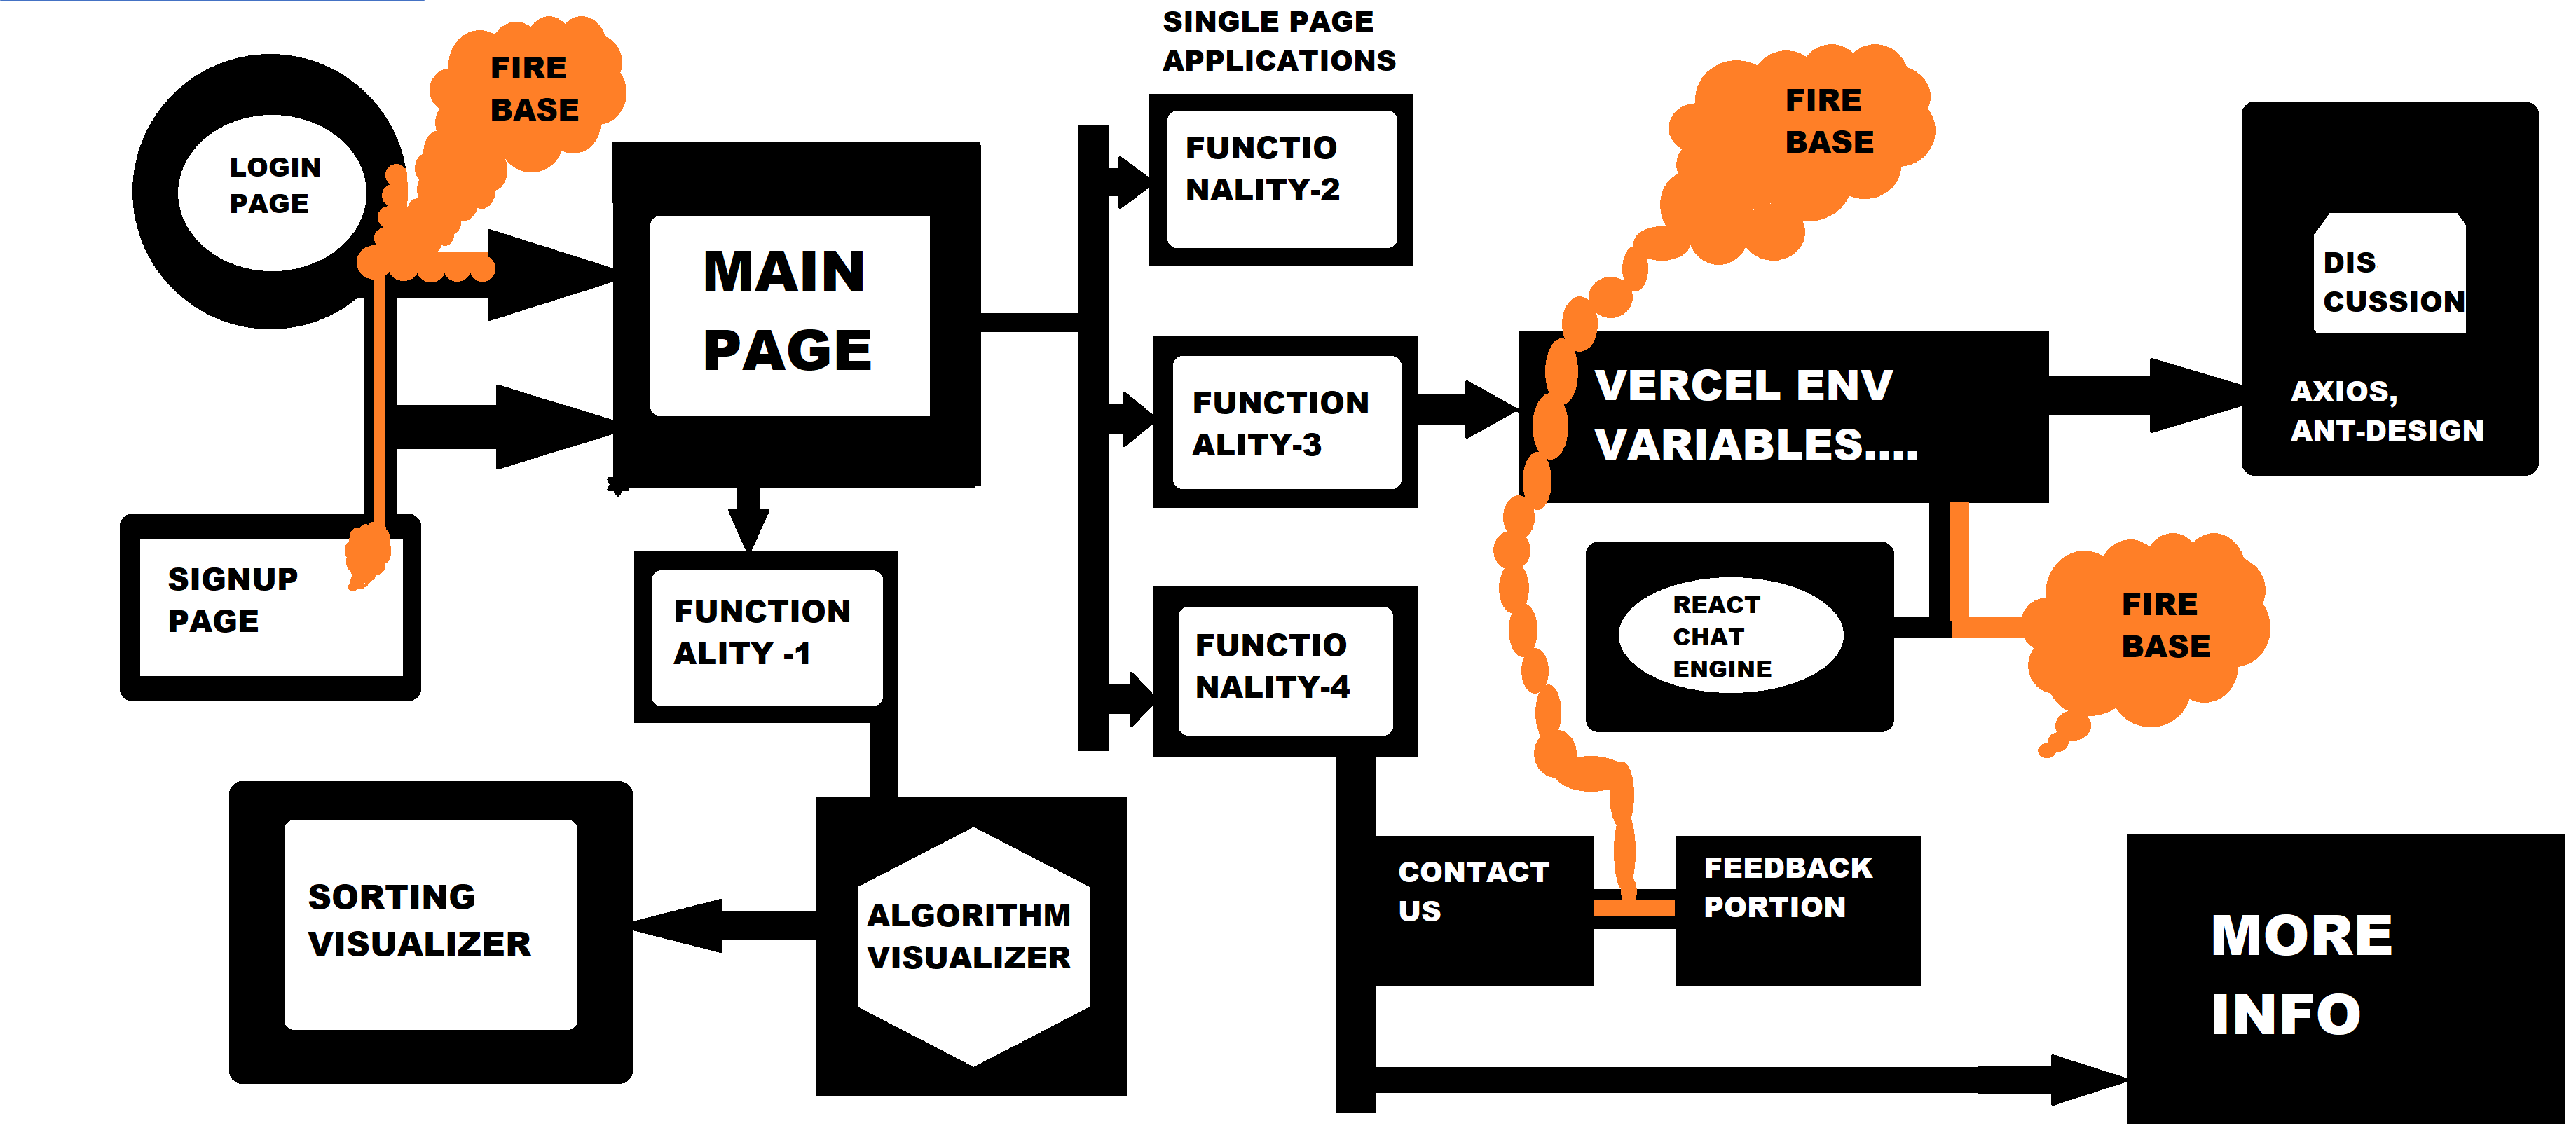 SINGLE PAGE
APPLICATIONS
LOGIN
PAGE
FIRE
BASE
MAIN
PAGE
SIGNUP
PAGE
FUNCTION
ALITY -1
SORTING
VISUALIZER
ALGORITHM
VISUALIZER
FUNCTIO
NALITY-2
FUNCTION
ALITY-3
FUNCTIO
NALITY-4
FIRE
BASE
VERCEL ENV
VARIABLES....
DIS
CUSSION
AXIOS,
ANT-DESIGN
REACT
CHAT
ENGINE
FIRE
BASE
CONTACT
US
FEEDBACK
PORTION
MORE
INFO